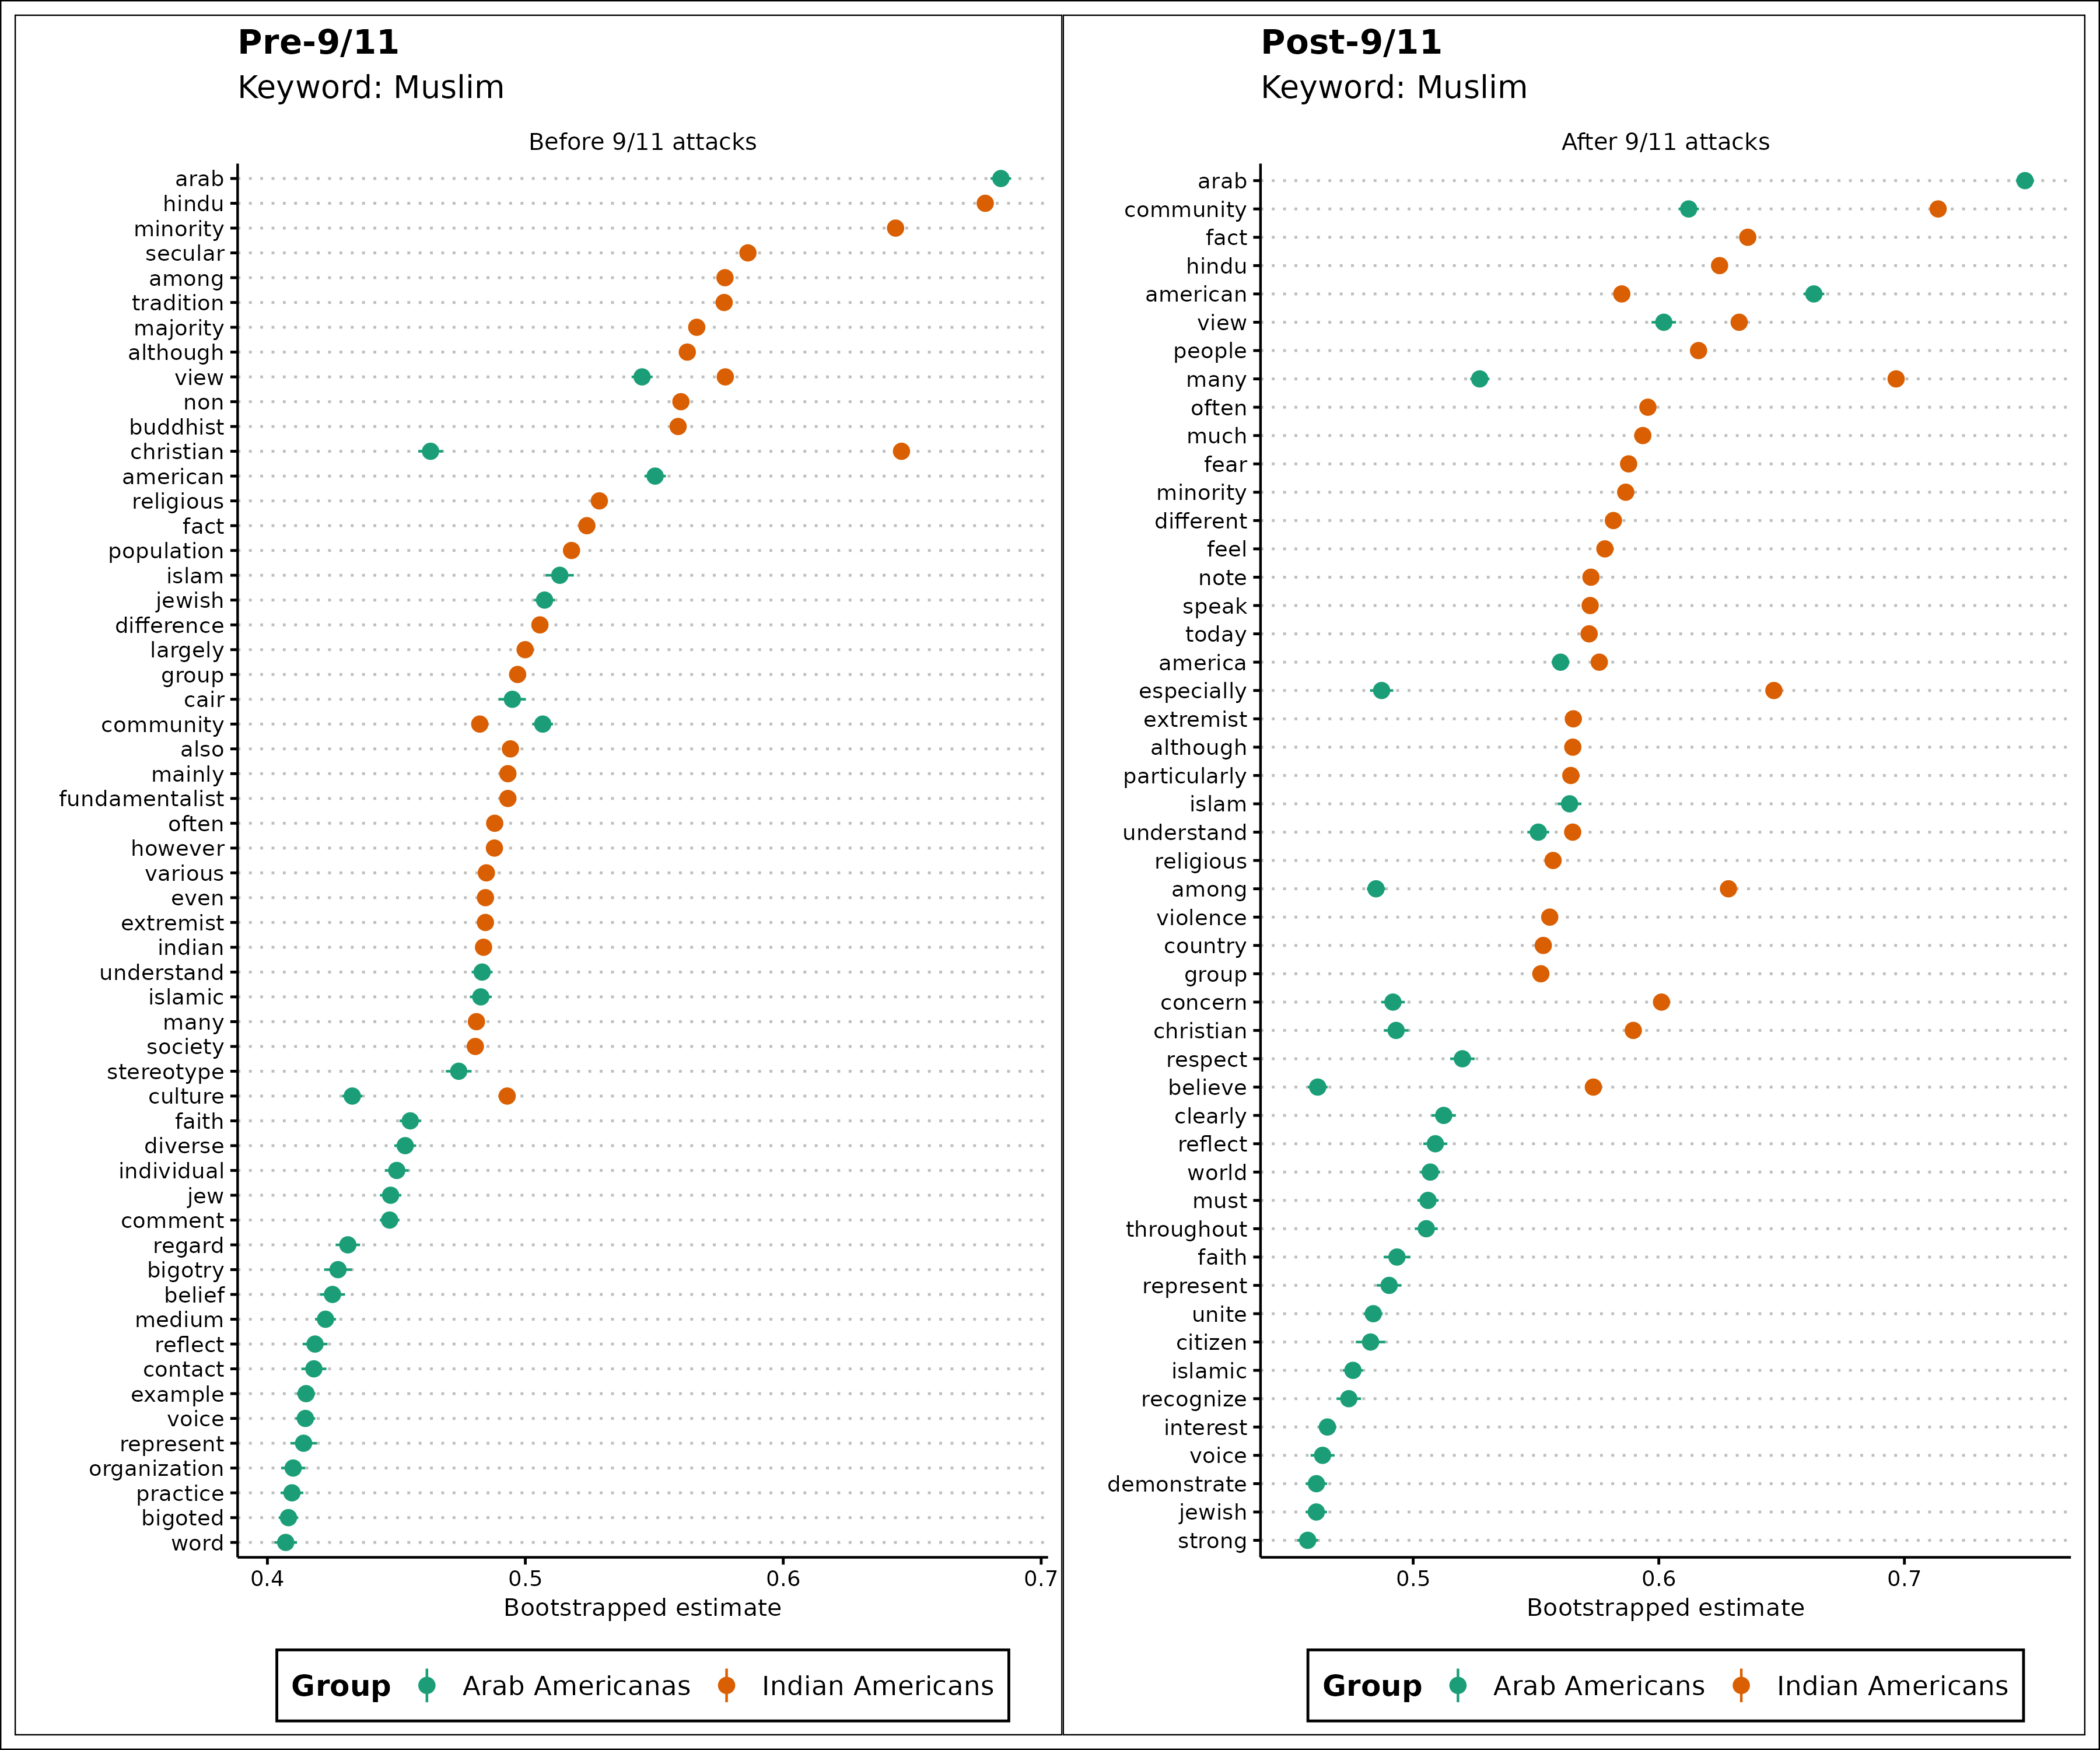 Pre-9/11
Keyword: Muslim
Before 9/11 attacks
arab
hindu
minority
secular
among
tradition
majority
although
view
non
buddhist
christian
american
religious
fact
population
islam
jewish
difference
largely
group
cair
community
also
mainly
fundamentalist
often
however
various
even
extremist
indian
understand
islamic
many
society
stereotype
culture
faith
diverse
individual
jew
comment
regard
bigotry
belief
medium
reflect
contact
example
voice
represent
organization
practice
bigoted
word
0.4 0.5 0.6 0.7
Bootstrapped estimate
Group Arab Americanas Indian Americans
Post-9/11
Keyword: Muslim
After 9/11 attacks
arab
community
fact
hindu
american
view
people
many
often
much
fear
minority
different
feel
note
speak
today
america
especially
extremist
although
particularly
islam
understand
religious
among
violence
country
group
concern
christian
respect
believe
clearly
reflect
world
must
throughout
faith
represent
unite
citizen
islamic
recognize
interest
voice
demonstrate
jewish
strong
0.5 0.6 0.7
Bootstrapped estimate
Group Arab Americans Indian Americans